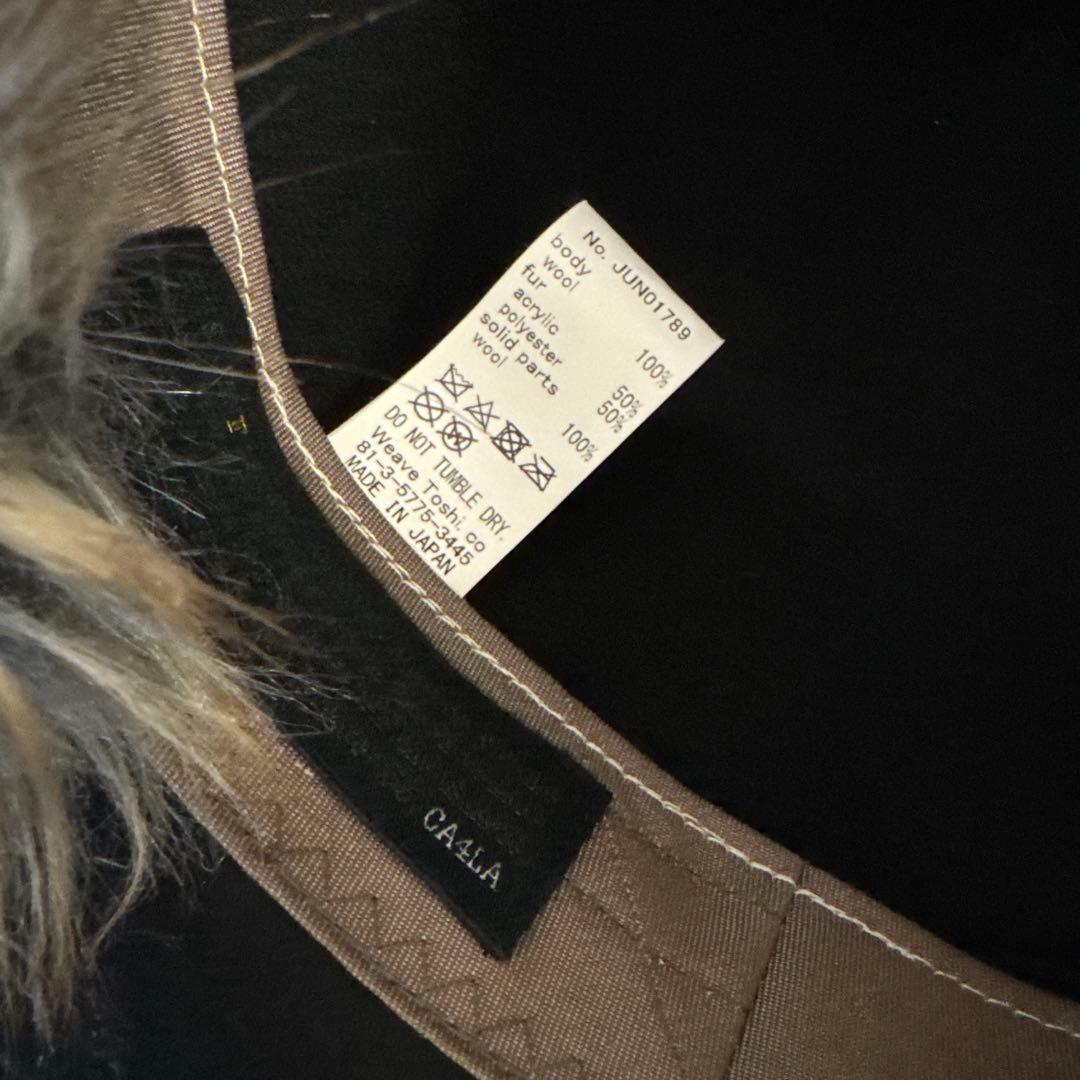 No. JUN01789
body
wool 100%
fur
acrylic 50%
polyester 50%
solid parts
wool 100%
DO NOT TUMBLE DRY.
Weave Toshi, co
81-3-5775-3445
MADE IN JAPAN
CA4LA